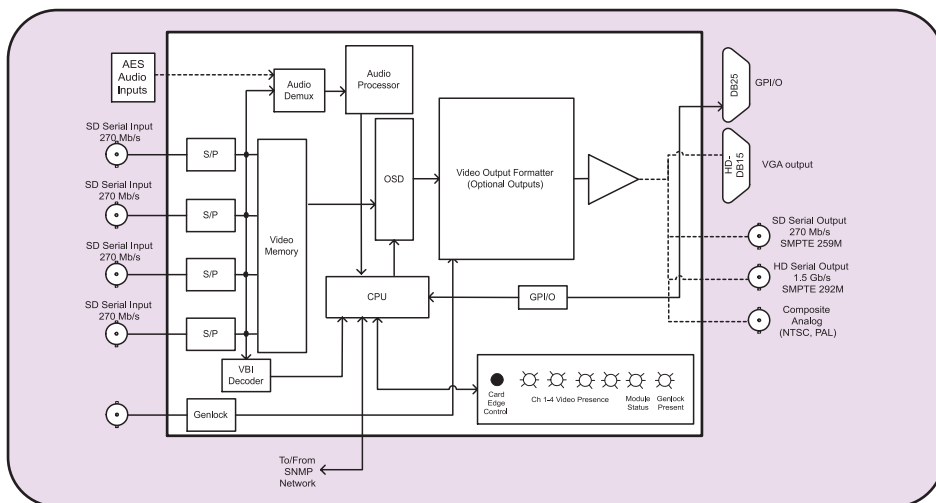 AES
Audio
Inputs
Audio
Demux
Audio
Processor
DB25
GPI/O
SD Serial Input
270 Mb/s
S/P
OSD
Video Output Formatter
(Optional Outputs)
HD-
DB15
VGA output
SD Serial Input
270 Mb/s
S/P
Video
Memory
SD Serial Output
270 Mb/s
SMPTE 259M
SD Serial Input
270 Mb/s
S/P
HD Serial Output
1.5 Gb/s
SMPTE 292M
CPU
GPI/O
SD Serial Input
270 Mb/s
S/P
Composite
Analog
(NTSC, PAL)
VBI
Decoder
Card
Edge
Control
Ch 1-4 Video Presence
Module
Status
Genlock
Present
Genlock
To/From
SNMP
Network